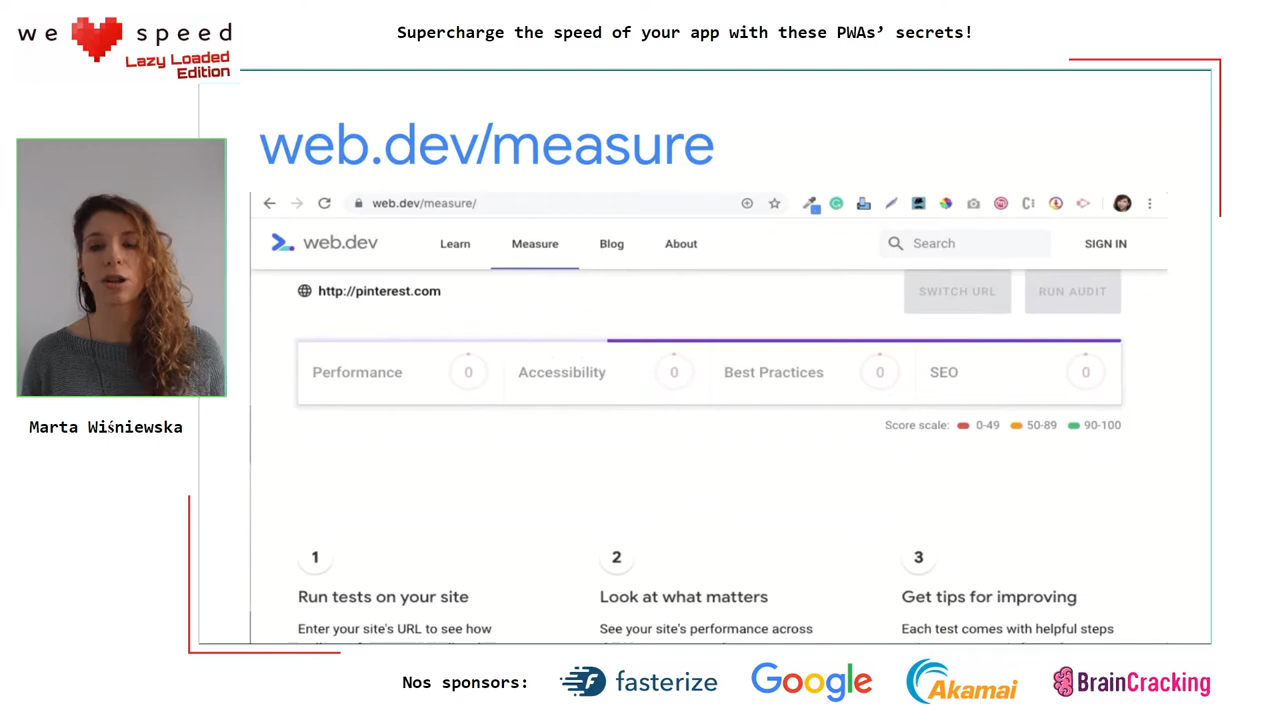 we speed
Lazy Loaded
Edition
Supercharge the speed of your app with these PWAs' secrets!
web.dev/measure
web.dev/measure/
web.dev
Learn
Measure
Blog
About
Search
SIGN IN
http://pinterest.com
SWITCH URL
RUN AUDIT
Performance 0
Accessibility 0
Best Practices 0
SEO 0
Score scale: 0-49 50-89 90-100
1
Run tests on your site
Enter your site's URL to see how
2
Look at what matters
See your site's performance across
3
Get tips for improving
Each test comes with helpful steps
Marta Wiśniewska
Nos sponsors:
fasterize
Google
Akamai
BrainCracking